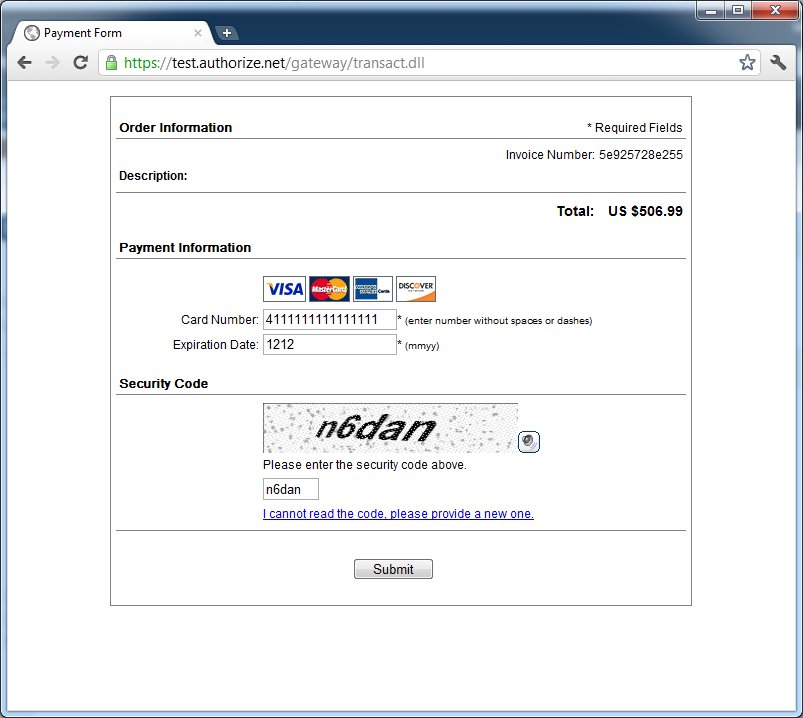 Payment Form
https://test.authorize.net/gateway/transact.dll
Order Information * Required Fields
Invoice Number: 5e925728e255
Description:
Total: US $506.99
Payment Information
VISA MasterCard AMERICAN EXPRESS Cards DISCOVER
Card Number: 4111111111111111 * (enter number without spaces or dashes)
Expiration Date: 1212 * (mmyy)
Security Code
n6dan
Please enter the security code above.
n6dan
I cannot read the code, please provide a new one.
Submit